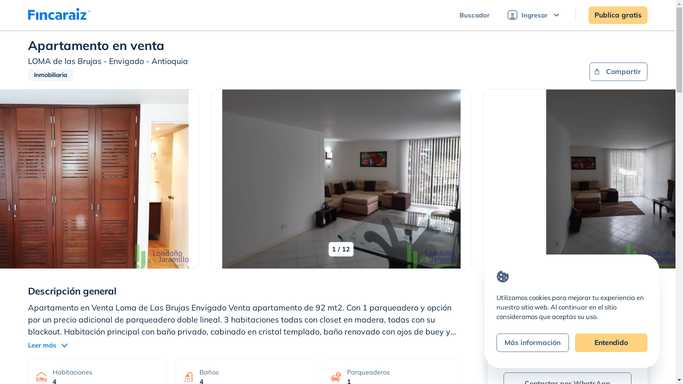 Fincaraiz
Buscador
Ingresar
Publica gratis
Apartamento en venta
LOMA de las Brujas - Envigado - Antioquia
Inmobiliaria
Compartir
Londoño
Jaramillo
1 / 12
Descripción general
Apartamento en Venta Loma de Las Brujas Envigado Venta apartamento de 92 mt2. Con 1 parqueadero y opción
por un precio adicional de parqueadero doble lineal. 3 habitaciones todas con closet en madera, todas con su
blackout. Habitación principal con baño privado, cabinado en cristal templado, baño renovado con ojos de buey y...
Leer más
Habitaciones
4
Baños
4
Parqueaderos
1
Utilizamos cookies para mejorar tu experiencia en
nuestro sitio web. Al continuar en el sitio
consideramos que aceptas su uso.
Más información
Entendido
Contactar por WhatsApp